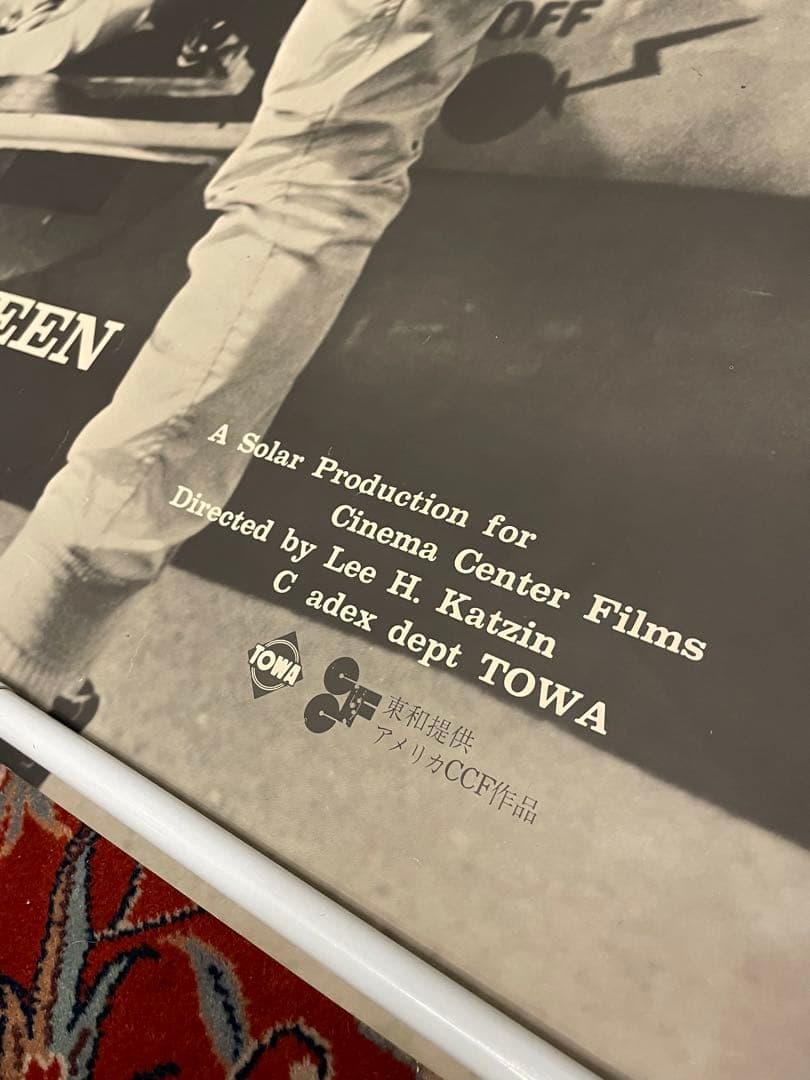 OFF
EEN
A Solar Production for
Cinema Center Films
Directed by Lee H. Katzin
C adex dept TOWA
TOWA
東和提供
アメリカCCF作品